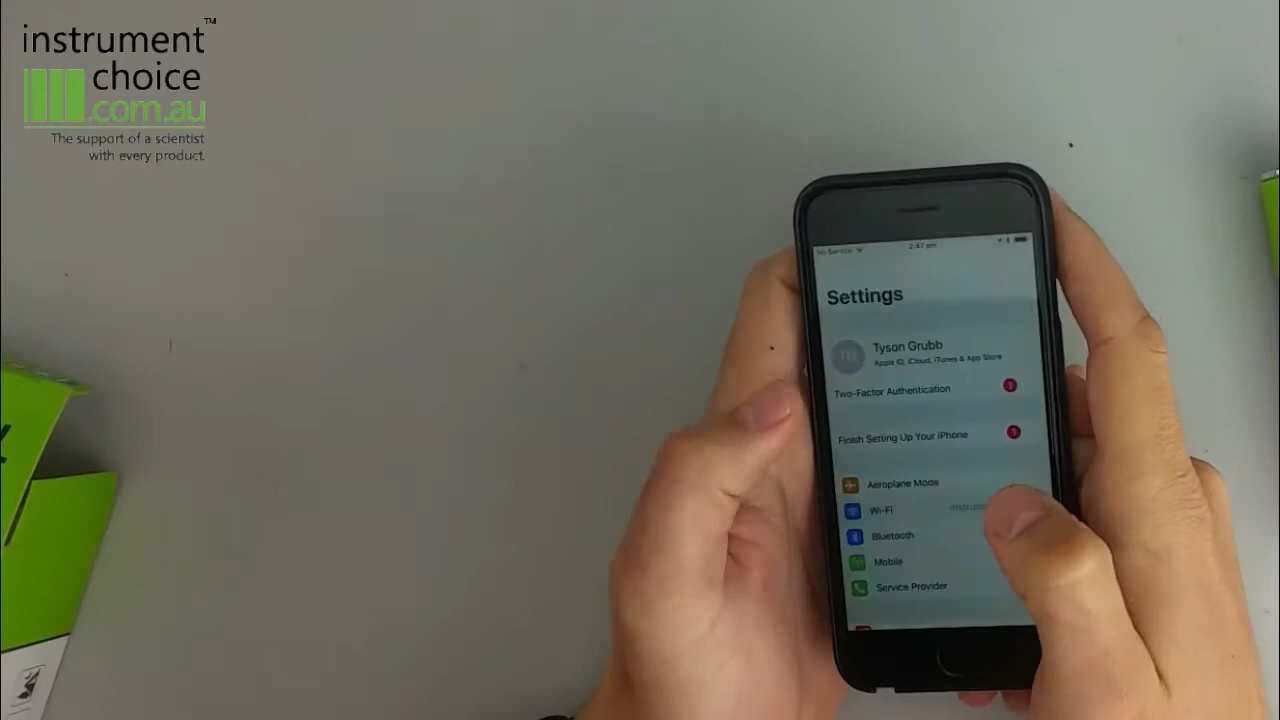 instrument™
choice
.com.au
The support of a scientist
with every product.
No Service
2:47 pm
Settings
Tyson Grubb
Apple ID, iCloud, iTunes & App Store
Two-Factor Authentication
1
Finish Setting Up Your iPhone
1
Aeroplane Mode
Wi-Fi
Bluetooth
Mobile
Service Provider